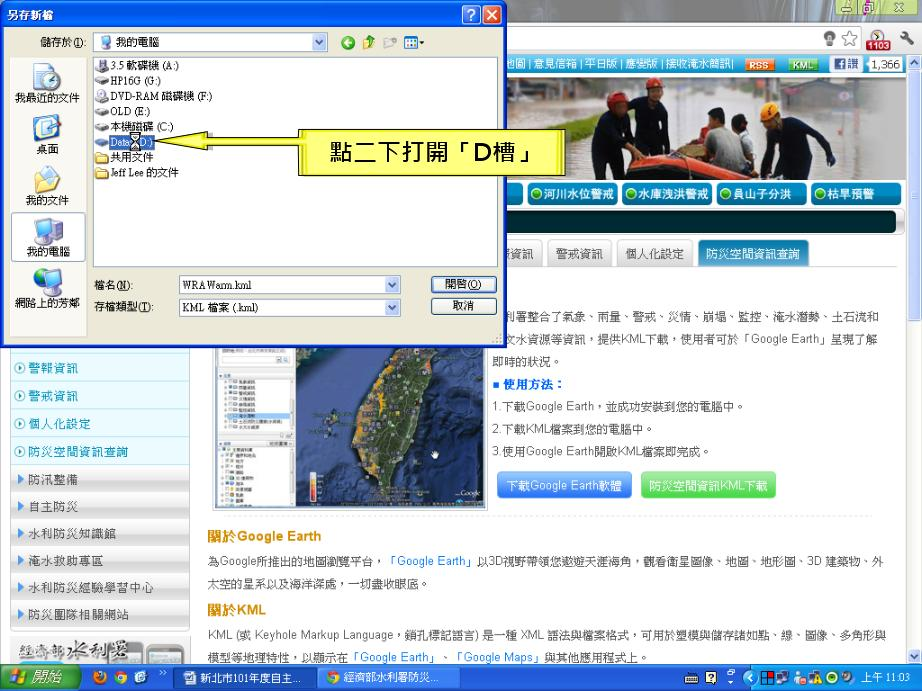 另存新檔
儲存於(I):
我的電腦
我最近的文件
桌面
我的文件
我的電腦
網路上的芳鄰
3.5 軟碟機 (A:)
HP16G (G:)
DVD-RAM 磁碟機 (F:)
OLD (E:)
本機磁碟 (C:)
Data (D:)
共用文件
Jeff Lee 的文件
點二下打開「D槽」
檔名(N):
WRAWarn.kml
開啟(O)
存檔類型(T):
KML 檔案 (.kml)
取消
1103
地圖 | 意見信箱 | 平日版 | 應變版 | 接收淹水簡訊 |
RSS
KML
讚
1,366
河川水位警戒
水庫洩洪警戒
員山子分洪
枯旱預警
資訊
警戒資訊
個人化設定
防災空間資訊查詢
利署整合了氣象、雨量、警戒、災情、崩塌、監控、淹水潛勢、土石流和
文水資源等資訊，提供KML下載，使用者可於「Google Earth」呈現了解
即時的狀況。
使用方法：
1.下載Google Earth，並成功安裝到您的電腦中。
2.下載KML檔案到您的電腦中。
3.使用Google Earth開啟KML檔案即完成。
下載Google Earth軟體
防災空間資訊KML下載
警報資訊
警戒資訊
個人化設定
防災空間資訊查詢
防汛整備
自主防災
水利防災知識館
淹水救助專區
水利防災經驗學習中心
防災團隊相關網站
經濟部水利署
Google
關於Google Earth
為Google所推出的地圖瀏覽平台，「Google Earth」以3D視野帶領您遨遊天涯海角，觀看衛星圖像、地圖、地形圖、3D 建築物、外
太空的星系以及海洋深處，一切盡收眼底。
關於KML
KML (或 Keyhole Markup Language，鎖孔標記語言) 是一種 XML 語法與檔案格式，可用於塑模與儲存諸如點、線、圖像、多角形與
模型等地理特性，以顯示在「Google Earth」、「Google Maps」與其他應用程式上。
開始
新北市101年度自主...
經濟部水利署防災...
上午 11:03